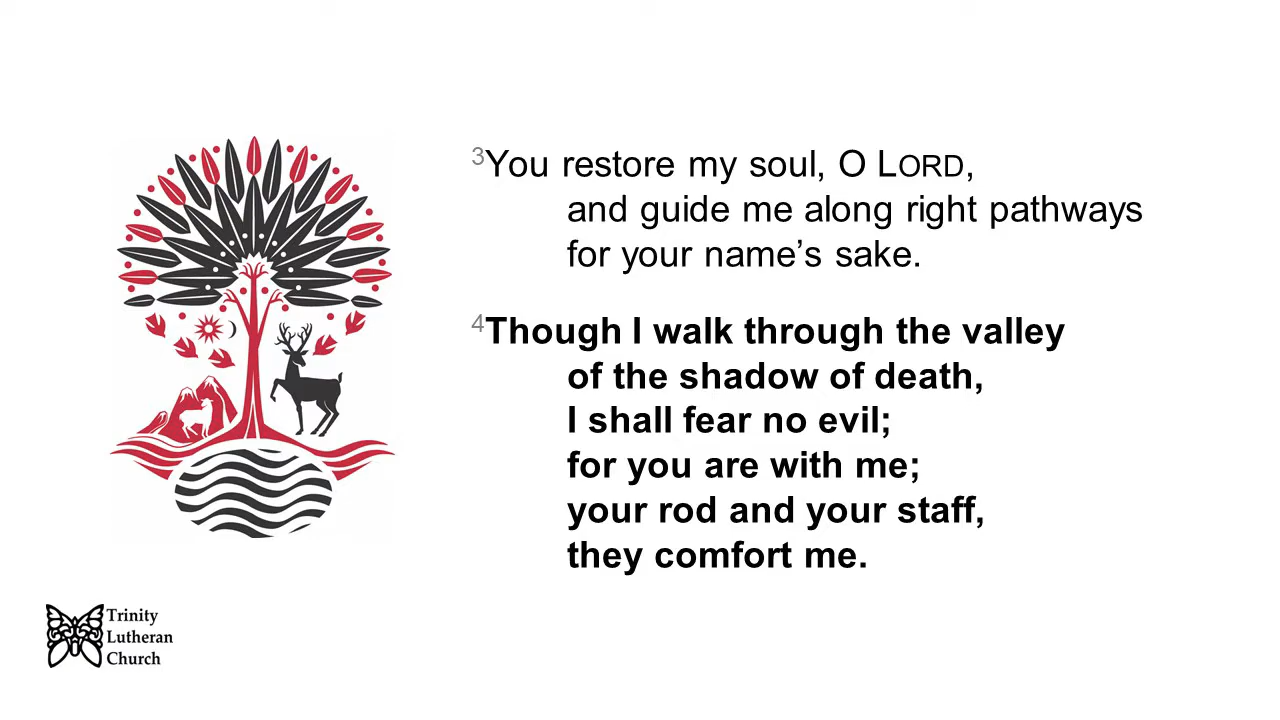 ³You restore my soul, O LORD,
and guide me along right pathways
for your name’s sake.
⁴Though I walk through the valley
of the shadow of death,
I shall fear no evil;
for you are with me;
your rod and your staff,
they comfort me.
Trinity
Lutheran
Church